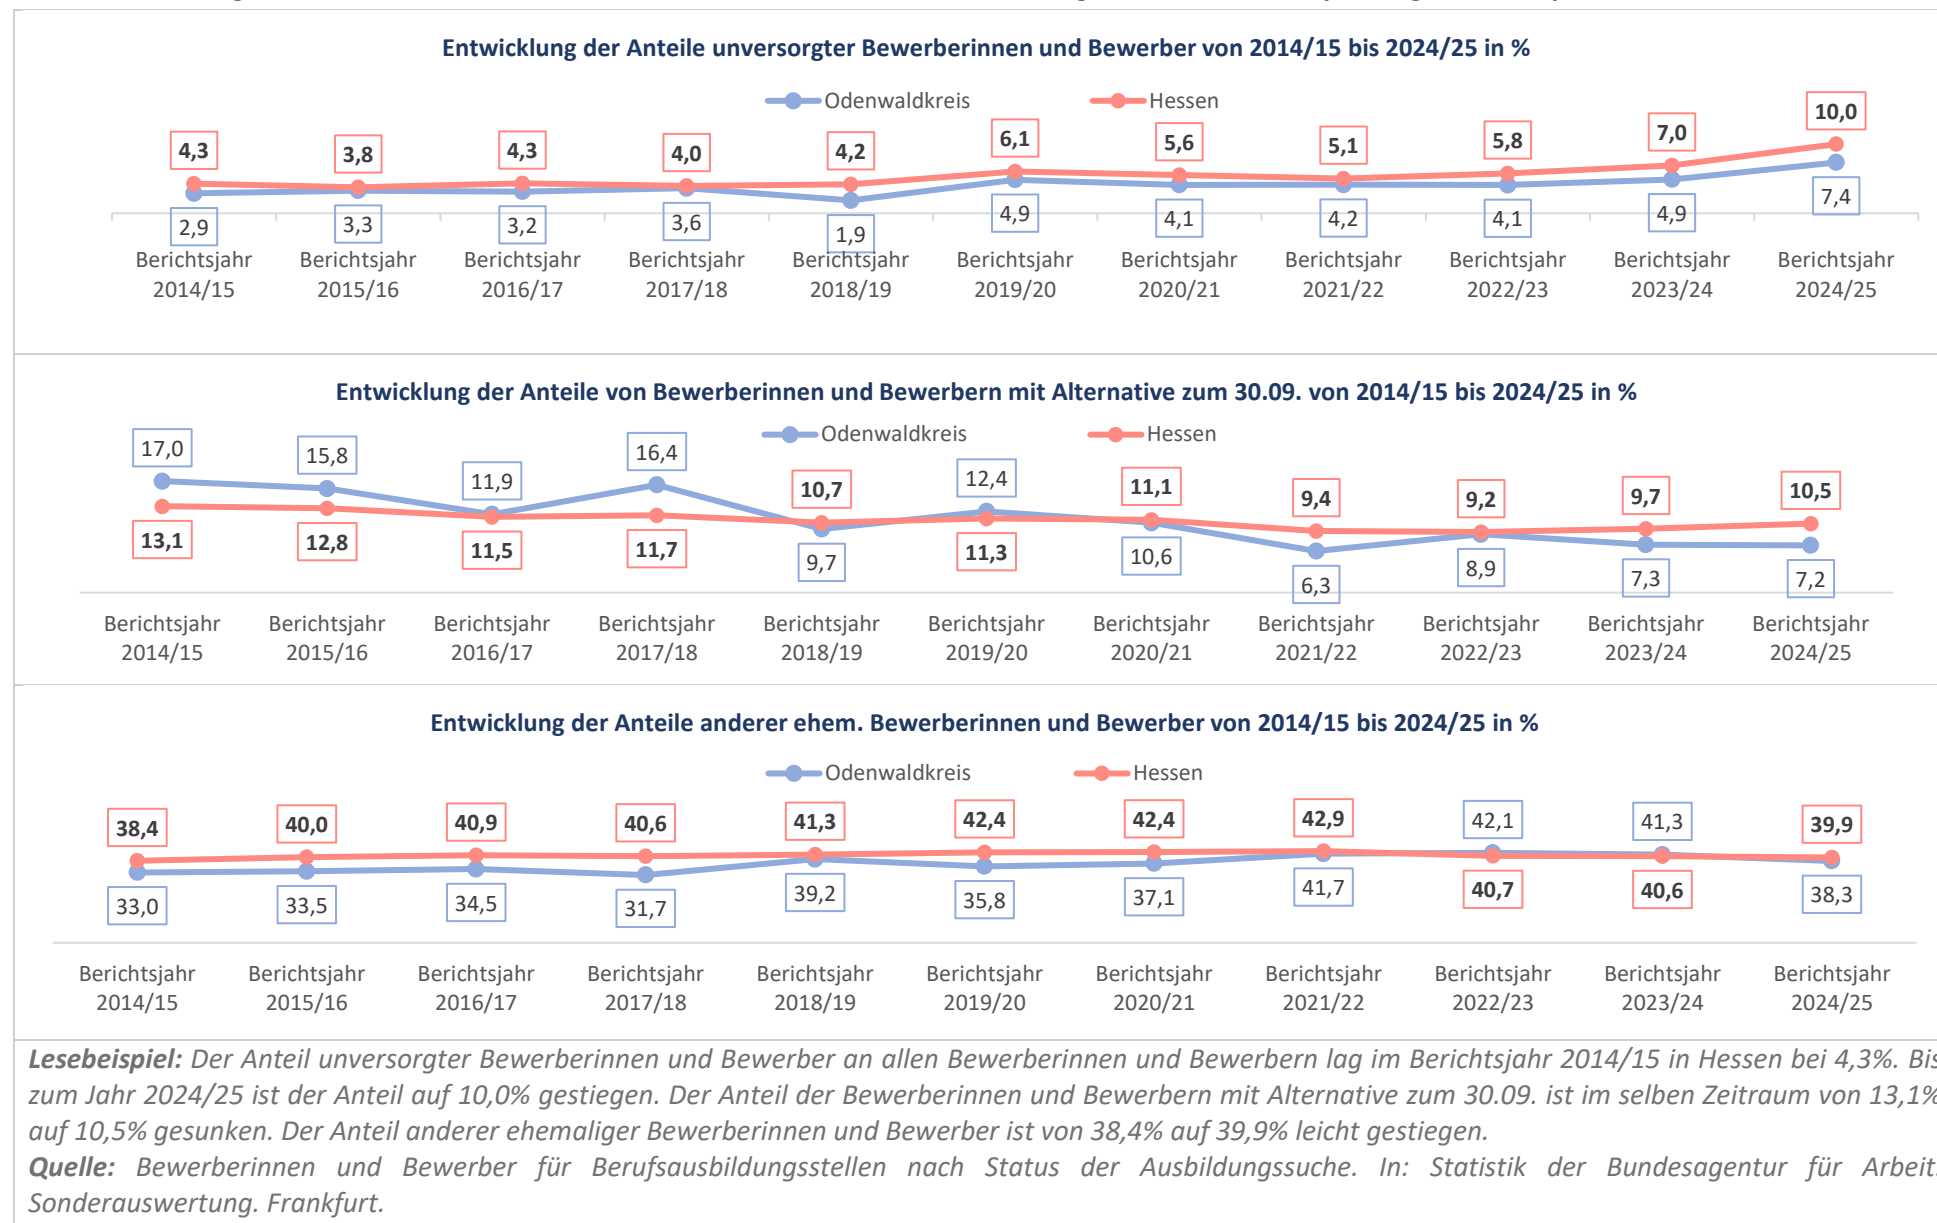 Entwicklung der Anteile unversorgter Bewerberinnen und Bewerber von 2014/15 bis 2024/25 in %
Odenwaldkreis Hessen
4,3 3,8 4,3 4,0 4,2 6,1 5,6 5,1 5,8 7,0 10,0
2,9 3,3 3,2 3,6 1,9 4,9 4,1 4,2 4,1 4,9 7,4
Berichtsjahr Berichtsjahr Berichtsjahr Berichtsjahr Berichtsjahr Berichtsjahr Berichtsjahr Berichtsjahr Berichtsjahr Berichtsjahr Berichtsjahr
2014/15 2015/16 2016/17 2017/18 2018/19 2019/20 2020/21 2021/22 2022/23 2023/24 2024/25
Entwicklung der Anteile von Bewerberinnen und Bewerbern mit Alternative zum 30.09. von 2014/15 bis 2024/25 in %
Odenwaldkreis Hessen
17,0 15,8 11,9 16,4 10,7 12,4 11,1 9,4 9,2 9,7 10,5
13,1 12,8 11,5 11,7 9,7 11,3 10,6 6,3 8,9 7,3 7,2
Berichtsjahr Berichtsjahr Berichtsjahr Berichtsjahr Berichtsjahr Berichtsjahr Berichtsjahr Berichtsjahr Berichtsjahr Berichtsjahr Berichtsjahr
2014/15 2015/16 2016/17 2017/18 2018/19 2019/20 2020/21 2021/22 2022/23 2023/24 2024/25
Entwicklung der Anteile anderer ehem. Bewerberinnen und Bewerber von 2014/15 bis 2024/25 in %
Odenwaldkreis Hessen
38,4 40,0 40,9 40,6 41,3 42,4 42,4 42,9 42,1 41,3 39,9
33,0 33,5 34,5 31,7 39,2 35,8 37,1 41,7 40,7 40,6 38,3
Berichtsjahr Berichtsjahr Berichtsjahr Berichtsjahr Berichtsjahr Berichtsjahr Berichtsjahr Berichtsjahr Berichtsjahr Berichtsjahr Berichtsjahr
2014/15 2015/16 2016/17 2017/18 2018/19 2019/20 2020/21 2021/22 2022/23 2023/24 2024/25
Lesebeispiel: Der Anteil unversorgter Bewerberinnen und Bewerber an allen Bewerberinnen und Bewerbern lag im Berichtsjahr 2014/15 in Hessen bei 4,3%. Bis
zum Jahr 2024/25 ist der Anteil auf 10,0% gestiegen. Der Anteil der Bewerberinnen und Bewerbern mit Alternative zum 30.09. ist im selben Zeitraum von 13,1%
auf 10,5% gesunken. Der Anteil anderer ehemaliger Bewerberinnen und Bewerber ist von 38,4% auf 39,9% leicht gestiegen.
Quelle: Bewerberinnen und Bewerber für Berufsausbildungsstellen nach Status der Ausbildungssuche. In: Statistik der Bundesagentur für Arbeit.
Sonderauswertung. Frankfurt.